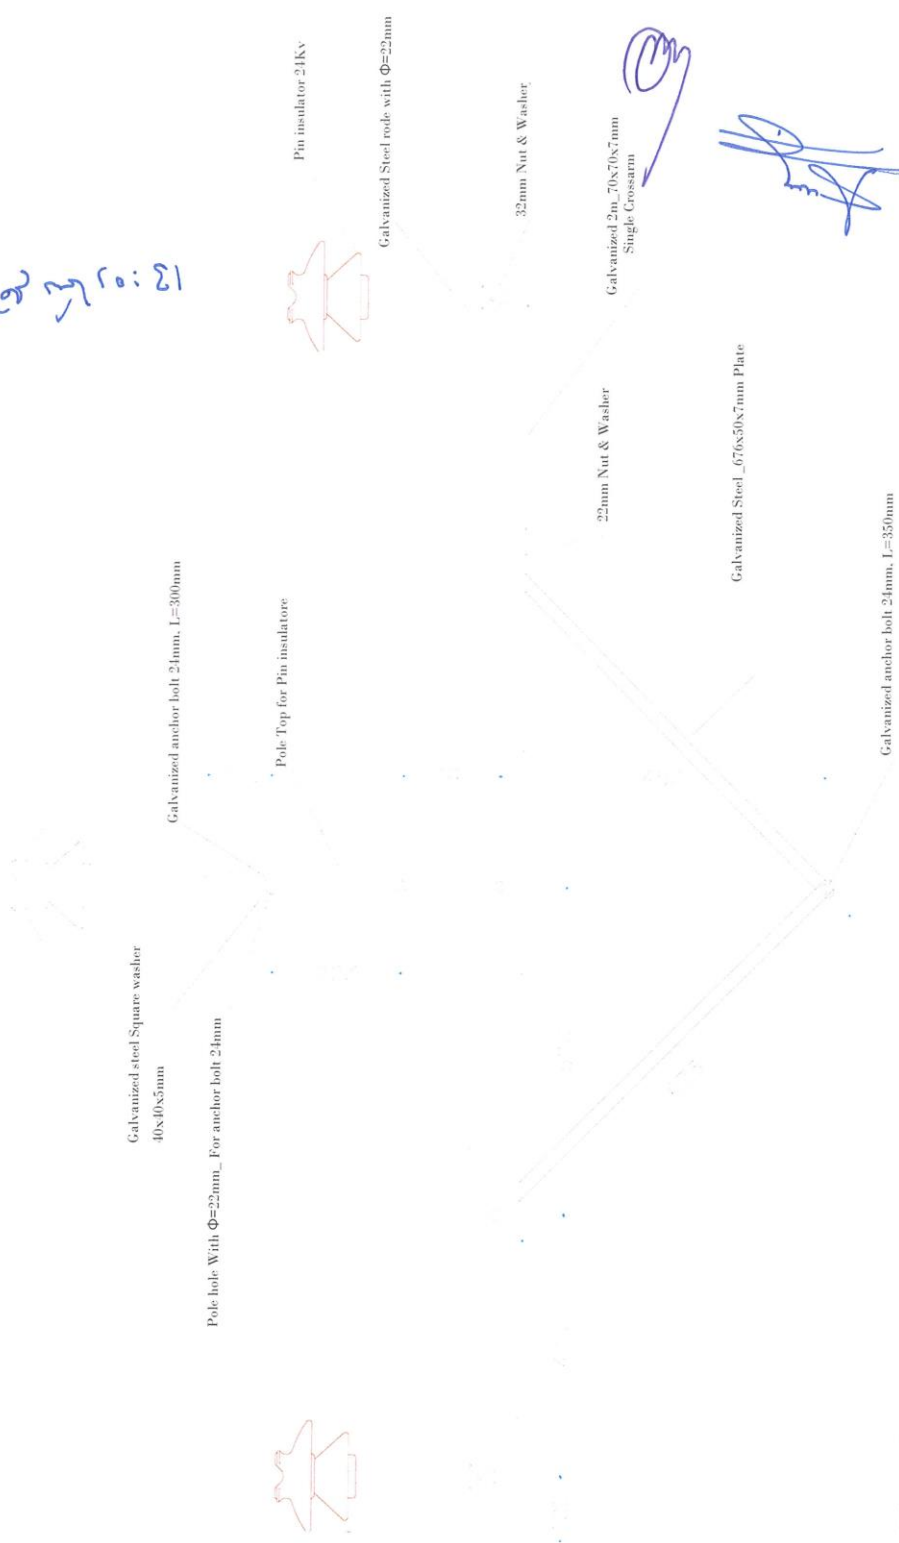 Galvanized steel Square washer
40x40x5mm
Pole hole With Φ=22mm_ For anchor bolt 24mm
Galvanized anchor bolt 24mm, L=300mm
Pole Top for Pin insulatore
Pin insulator 24Kv
Galvanized Steel rode with Φ=22mm
32mm Nut & Washer
Galvanized 2m_70x70x7mm
Single Crossarm
22mm Nut & Washer
Galvanized Steel_676x50x7mm Plate
Galvanized anchor bolt 24mm, L=350mm